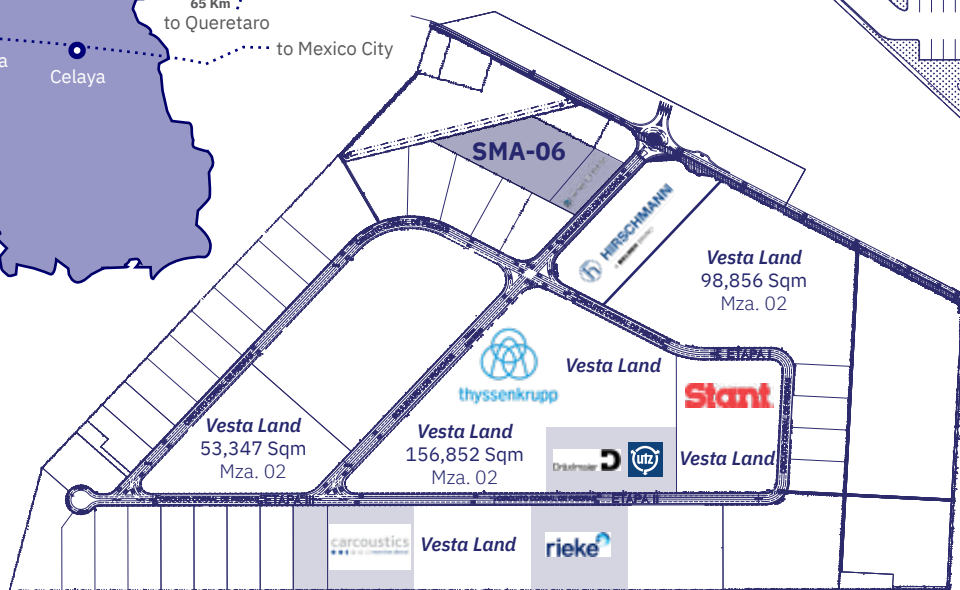 65 Km
to Queretaro
to Mexico City
a
Celaya
SMA-06
HIRSCHMANN
Vesta Land
98,856 Sqm
Mza. 02
ETAPA I
thyssenkrupp
Vesta Land
Stant
Vesta Land
53,347 Sqm
Mza. 02
Vesta Land
156,852 Sqm
Mza. 02
Dräxlmaier D
utz
Vesta Land
ETAPA II
ETAPA II
carcoustics
Vesta Land
rieke